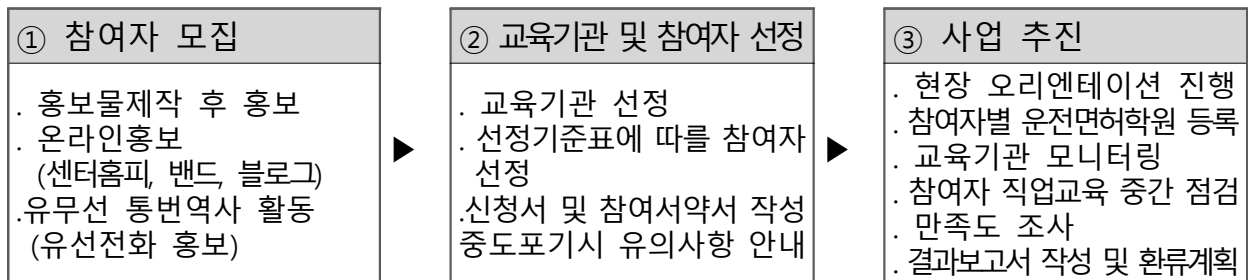 ① 참여자 모집
. 홍보물제작 후 홍보
. 온라인홍보
(센터홈피, 밴드, 블로그)
.유무선 통번역사 활동
(유선전화 홍보)
▶
② 교육기관 및 참여자 선정
. 교육기관 선정
. 선정기준표에 따를 참여자
선정
.신청서 및 참여서약서 작성
중도포기시 유의사항 안내
▶
③ 사업 추진
. 현장 오리엔테이션 진행
. 참여자별 운전면허학원 등록
. 교육기관 모니터링
. 참여자 직업교육 중간 점검
. 만족도 조사
. 결과보고서 작성 및 환류계획